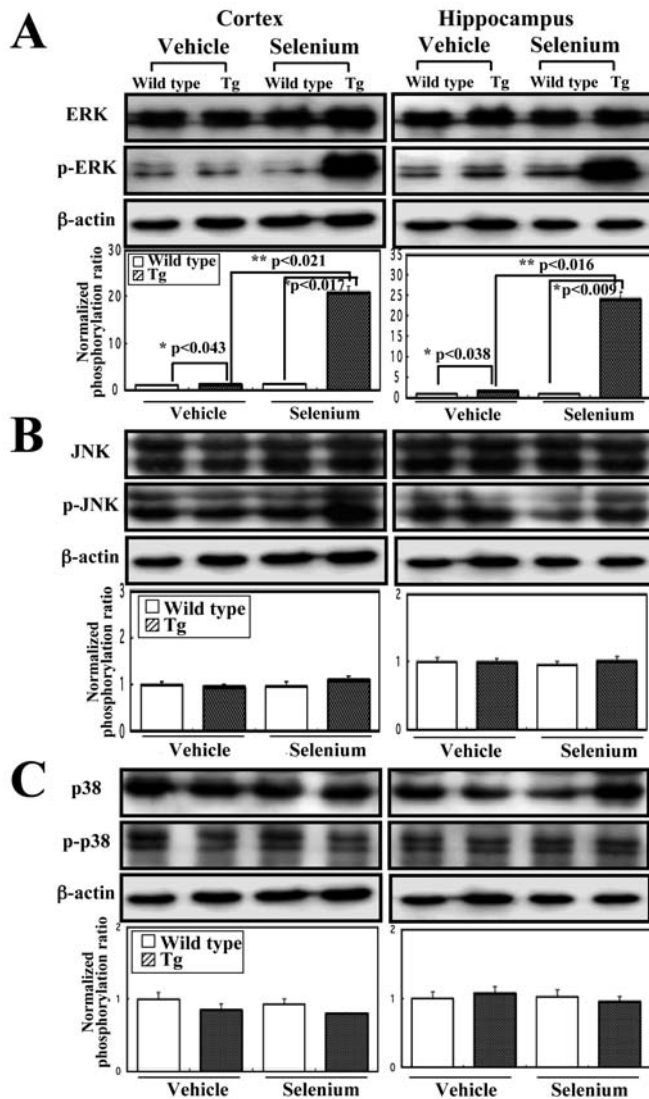 A
Cortex Hippocampus
Vehicle Selenium Vehicle Selenium
Wild type Tg Wild type Tg Wild type Tg Wild type Tg
ERK
p-ERK
β-actin
Normalized phosphorylation ratio
30
20
10
0
Wild type
Tg
** p<0.021
*p<0.017
* p<0.043
Vehicle Selenium
35
30
25
20
15
10
5
0
** p<0.016
*p<0.009
* p<0.038
Vehicle Selenium
B
JNK
p-JNK
β-actin
Normalized phosphorylation ratio
3
2
1
0
Wild type
Tg
Vehicle Selenium
2
1
0
Vehicle Selenium
C
p38
p-p38
β-actin
Normalized phosphorylation ratio
2
1
0
Wild type
Tg
Vehicle Selenium
2
1
0
Vehicle Selenium